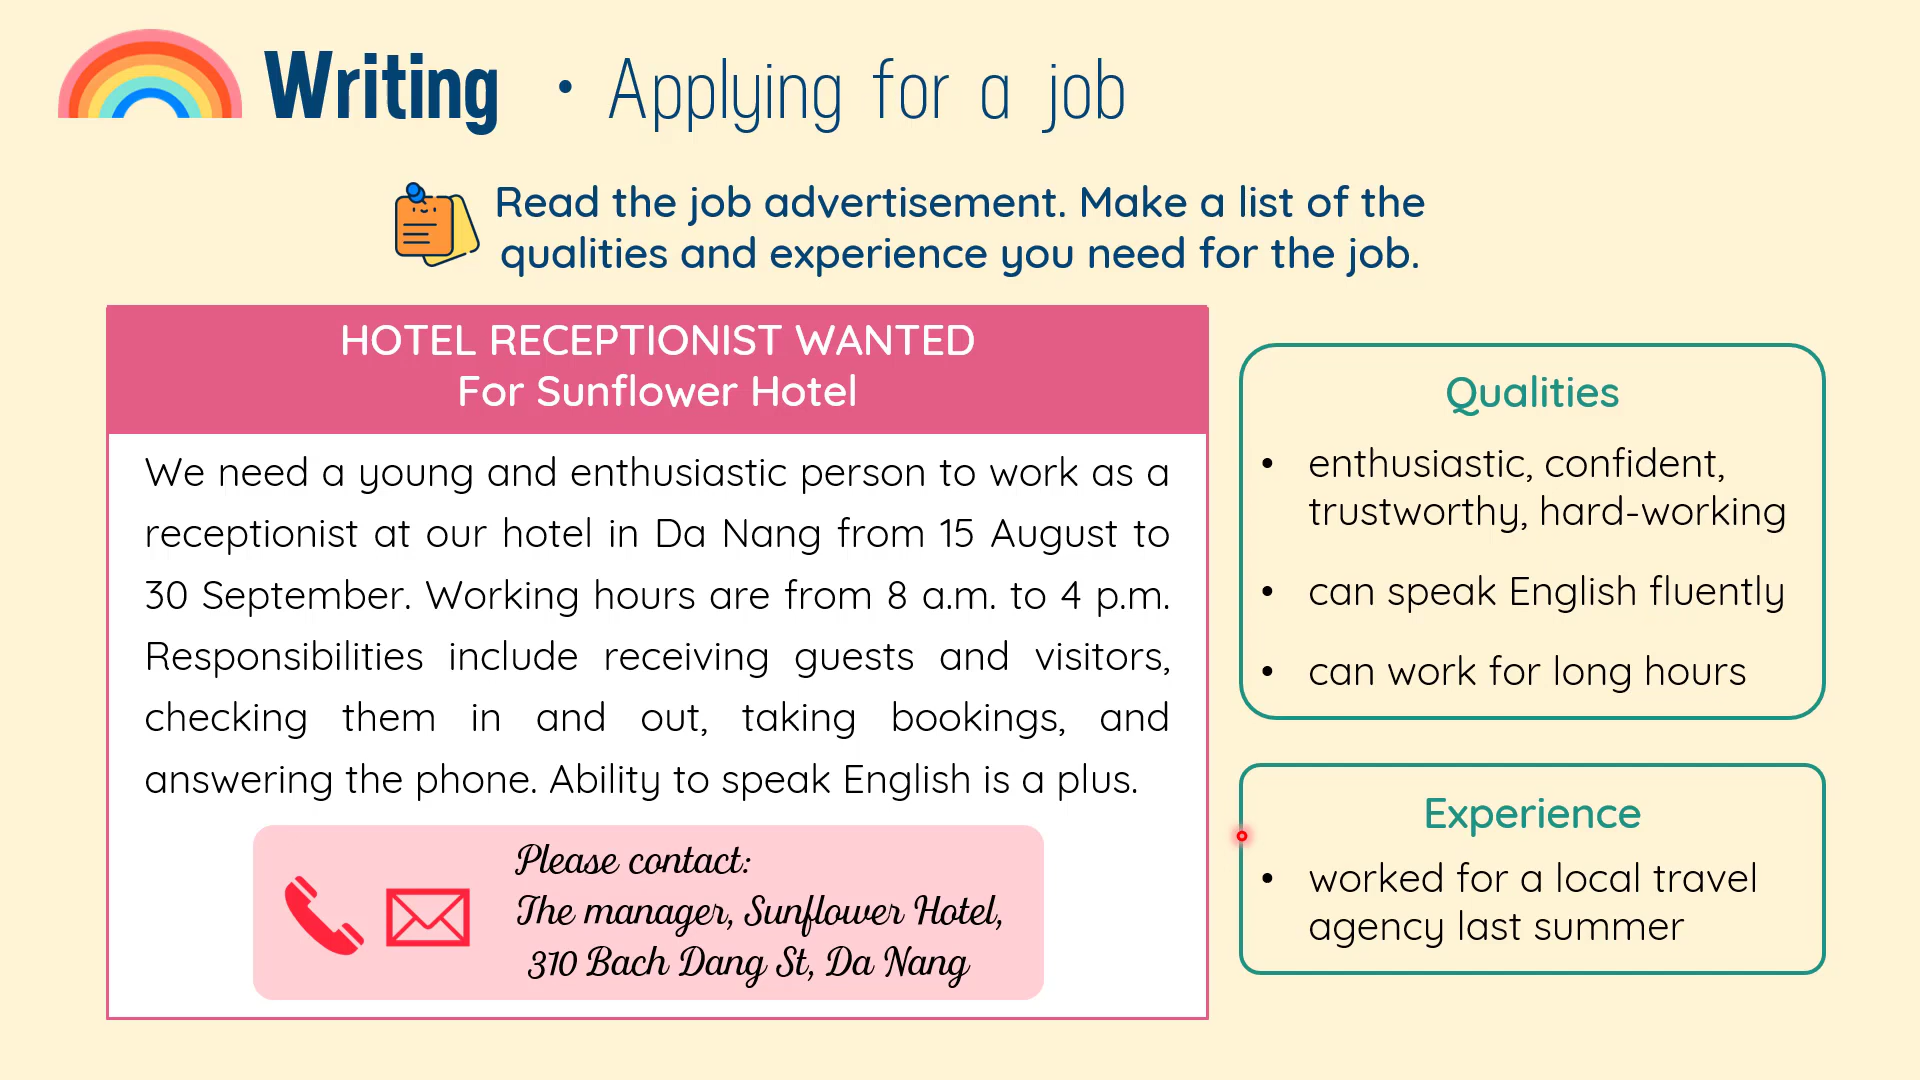 Writing • Applying for a job
Read the job advertisement. Make a list of the
qualities and experience you need for the job.
HOTEL RECEPTIONIST WANTED
For Sunflower Hotel
We need a young and enthusiastic person to work as a
receptionist at our hotel in Da Nang from 15 August to
30 September. Working hours are from 8 a.m. to 4 p.m.
Responsibilities include receiving guests and visitors,
checking them in and out, taking bookings, and
answering the phone. Ability to speak English is a plus.
Please contact:
The manager, Sunflower Hotel,
310 Bach Dang St, Da Nang
Qualities
• enthusiastic, confident,
trustworthy, hard-working
• can speak English fluently
• can work for long hours
Experience
• worked for a local travel
agency last summer